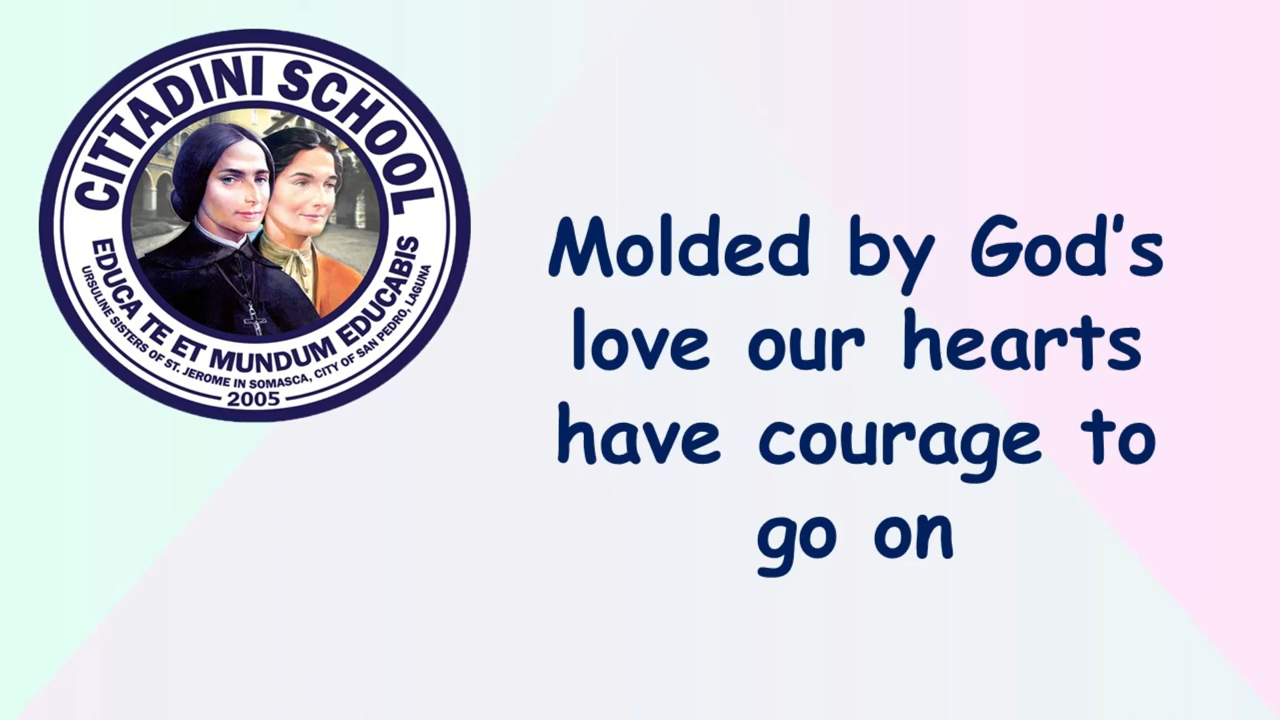 CITTADINI SCHOOL
EDUCA TE ET MUNDUM EDUCABIS
URSULINE SISTERS OF ST. JEROME IN SOMASCA, CITY OF SAN PEDRO, LAGUNA
2005
Molded by God's
love our hearts
have courage to
go on